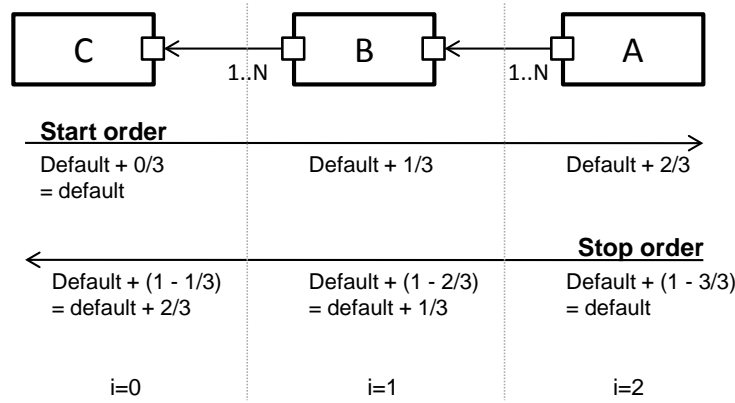 C B A
1..N 1..N
Start order
Default + 0/3 Default + 1/3 Default + 2/3
= default
Stop order
Default + (1 - 1/3) Default + (1 - 2/3) Default + (1 - 3/3)
= default + 2/3 = default + 1/3 = default
i=0 i=1 i=2